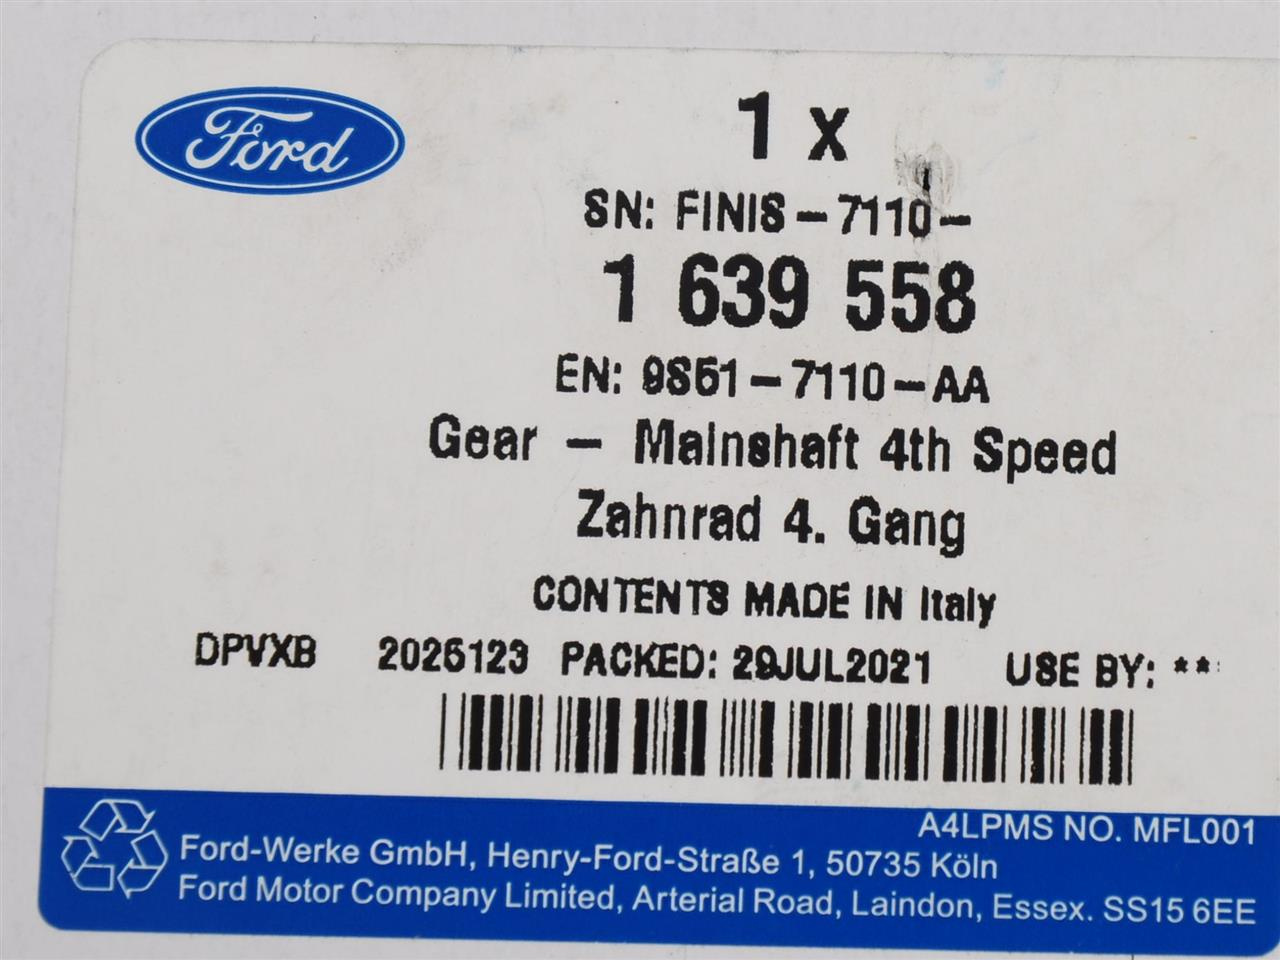 Ford
1 x
SN: FINIS-7110-
1 639 558
EN: 9S51-7110-AA
Gear - Mainshaft 4th Speed
Zahnrad 4. Gang
CONTENTS MADE IN Italy
DPVXB 2025123 PACKED: 29JUL2021 USE BY: **
A4LPMS NO. MFL001
Ford-Werke GmbH, Henry-Ford-Straße 1, 50735 Köln
Ford Motor Company Limited, Arterial Road, Laindon, Essex. SS15 6EE